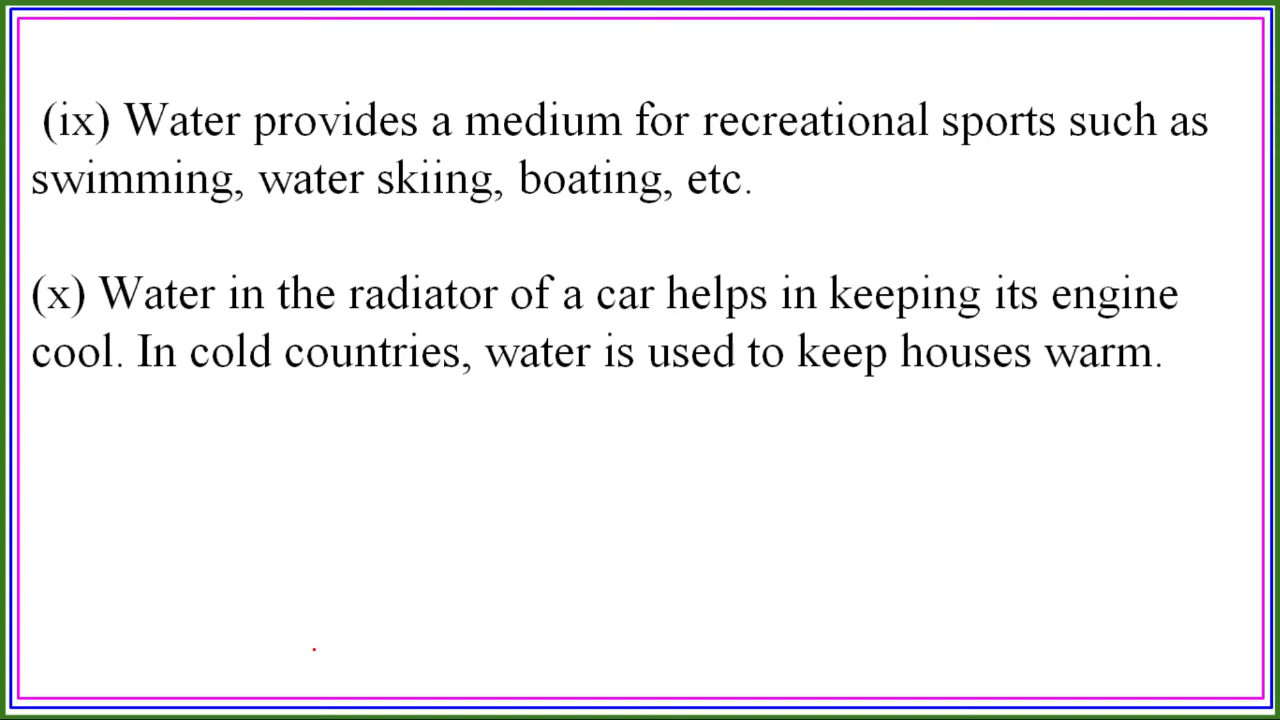 (ix) Water provides a medium for recreational sports such as
swimming, water skiing, boating, etc.
(x) Water in the radiator of a car helps in keeping its engine
cool. In cold countries, water is used to keep houses warm.